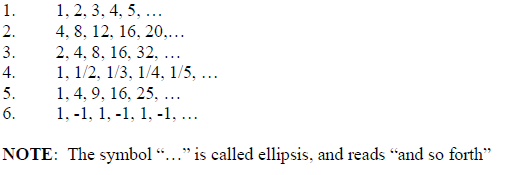 1. 1, 2, 3, 4, 5, …
2. 4, 8, 12, 16, 20,…
3. 2, 4, 8, 16, 32, …
4. 1, 1/2, 1/3, 1/4, 1/5, …
5. 1, 4, 9, 16, 25, …
6. 1, -1, 1, -1, 1, -1, …
NOTE: The symbol “…” is called ellipsis, and reads “and so forth”